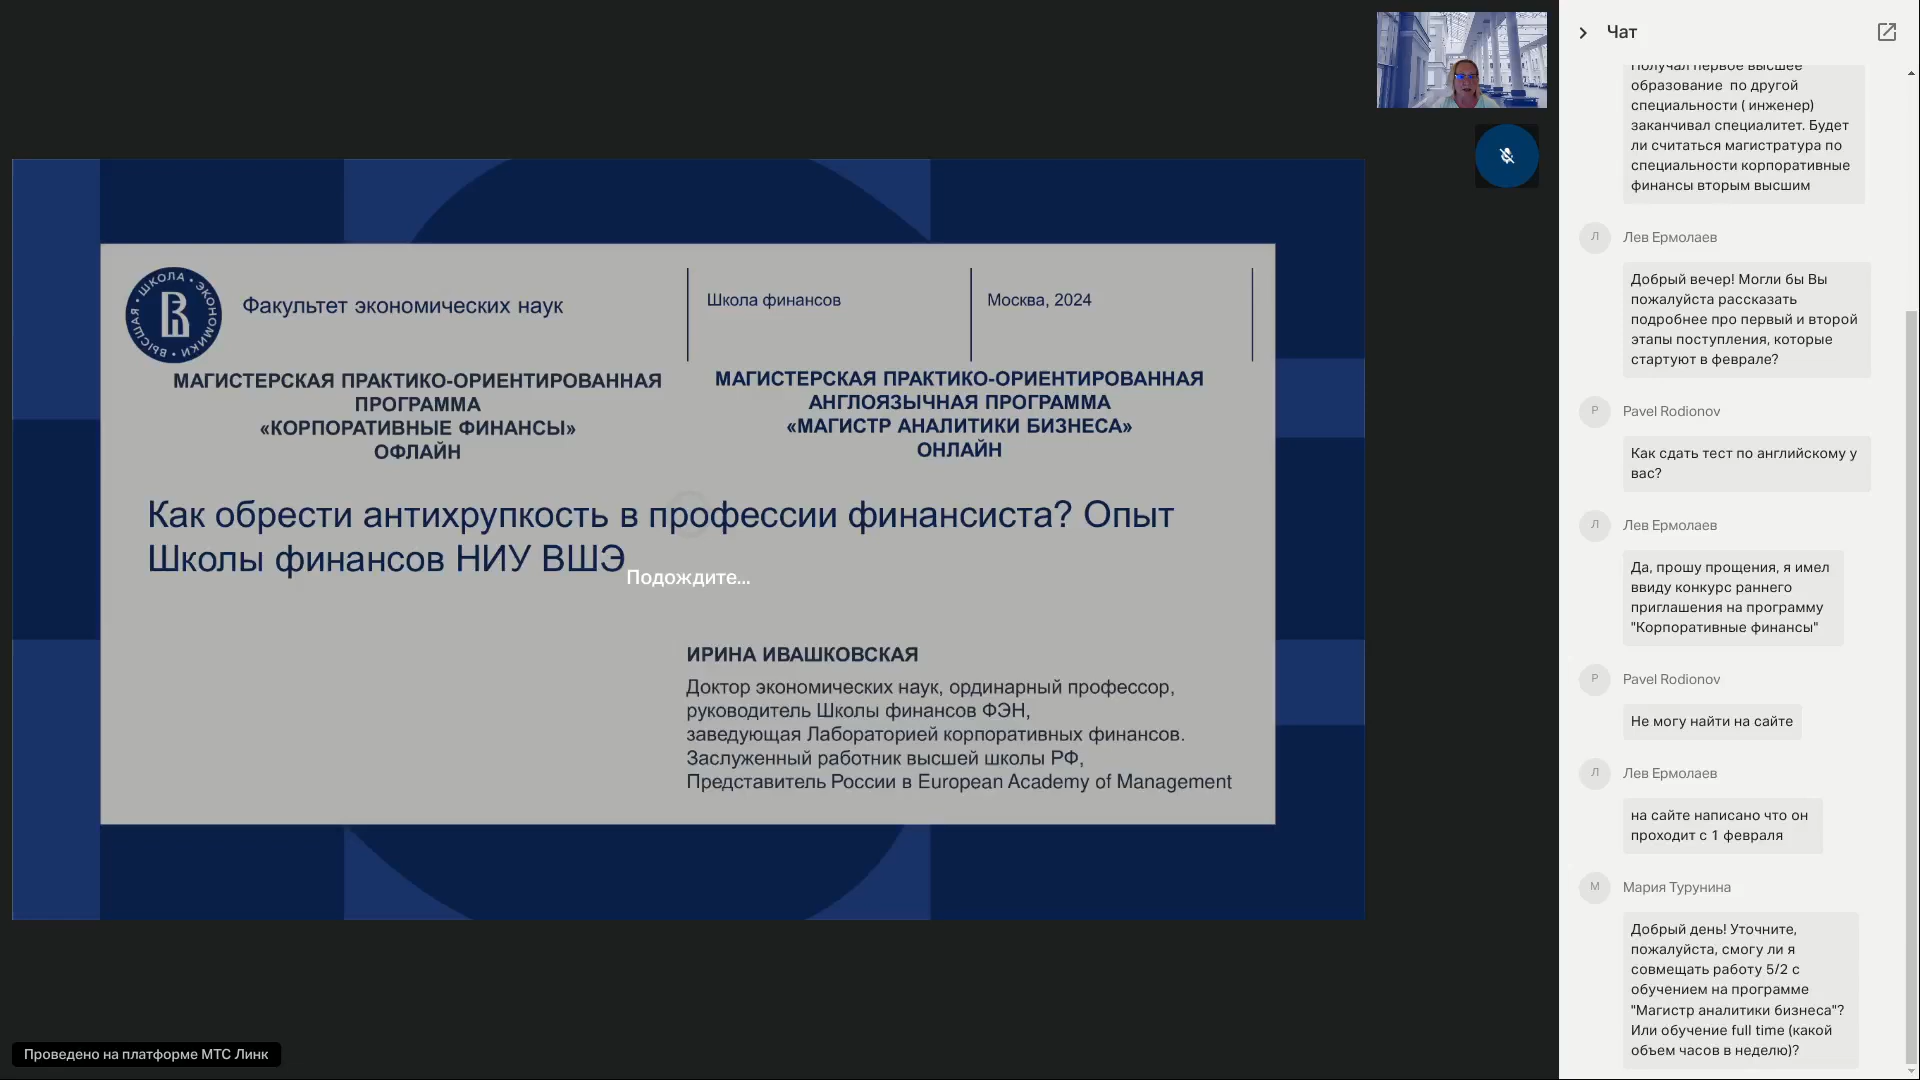 ВЫСШАЯ • ШКОЛА • ЭКОНОМИКИ •
Факультет экономических наук
Школа финансов
Москва, 2024
МАГИСТЕРСКАЯ ПРАКТИКО-ОРИЕНТИРОВАННАЯ
ПРОГРАММА
«КОРПОРАТИВНЫЕ ФИНАНСЫ»
ОФЛАЙН
МАГИСТЕРСКАЯ ПРАКТИКО-ОРИЕНТИРОВАННАЯ
АНГЛОЯЗЫЧНАЯ ПРОГРАММА
«МАГИСТР АНАЛИТИКИ БИЗНЕСА»
ОНЛАЙН
Как обрести антихрупкость в профессии финансиста? Опыт
Школы финансов НИУ ВШЭ
Подождите...
ИРИНА ИВАШКОВСКАЯ
Доктор экономических наук, ординарный профессор,
руководитель Школы финансов ФЭН,
заведующая Лабораторией корпоративных финансов.
Заслуженный работник высшей школы РФ,
Представитель России в European Academy of Management
Проведено на платформе МТС Линк
Чат
Получал первое высшее
образование по другой
специальности ( инженер)
заканчивал специалитет. Будет
ли считаться магистратура по
специальности корпоративные
финансы вторым высшим
Л
Лев Ермолаев
Добрый вечер! Могли бы Вы
пожалуйста рассказать
подробнее про первый и второй
этапы поступления, которые
стартуют в феврале?
P
Pavel Rodionov
Как сдать тест по английскому у
вас?
Л
Лев Ермолаев
Да, прошу прощения, я имел
ввиду конкурс раннего
приглашения на программу
"Корпоративные финансы"
P
Pavel Rodionov
Не могу найти на сайте
Л
Лев Ермолаев
на сайте написано что он
проходит с 1 февраля
М
Мария Турунина
Добрый день! Уточните,
пожалуйста, смогу ли я
совмещать работу 5/2 с
обучением на программе
"Магистр аналитики бизнеса"?
Или обучение full time (какой
объем часов в неделю)?